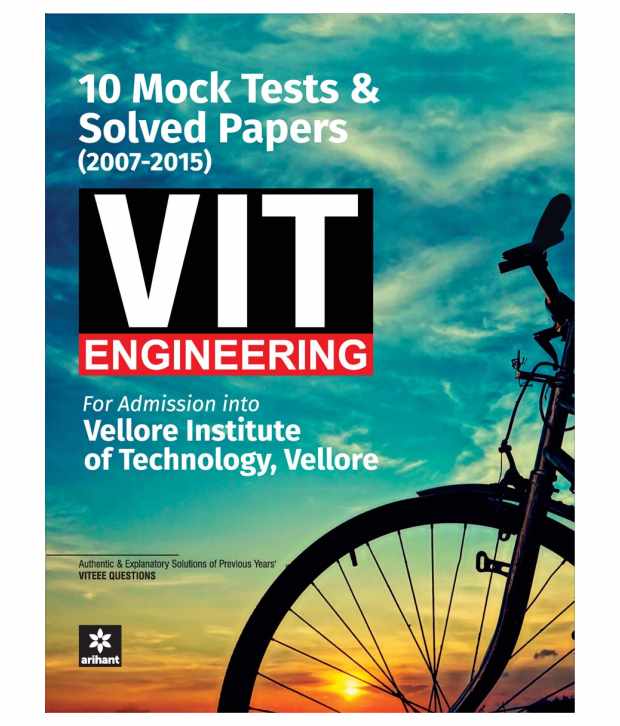 10 Mock Tests &
Solved Papers
(2007-2015)
VIT
ENGINEERING
For Admission into
Vellore Institute
of Technology, Vellore
Authentic & Explanatory Solutions of Previous Years'
VITEEE QUESTIONS
arihant